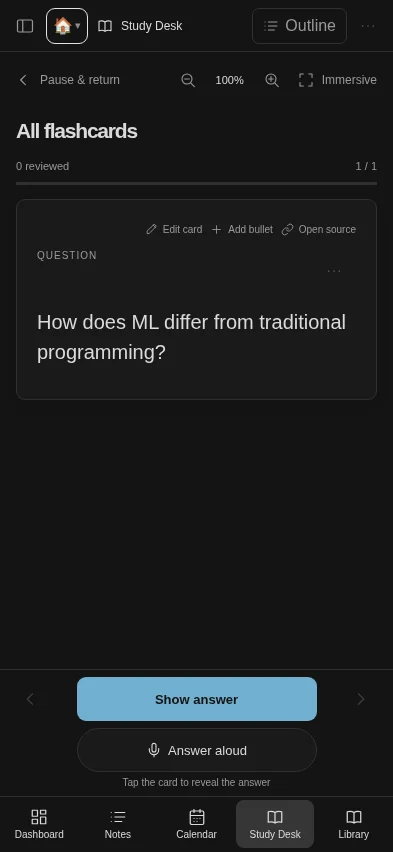 Study Desk
Outline
Pause & return
100%
Immersive
All flashcards
0 reviewed
1 / 1
Edit card
Add bullet
Open source
QUESTION
How does ML differ from traditional
programming?
Show answer
Answer aloud
Tap the card to reveal the answer
Dashboard
Notes
Calendar
Study Desk
Library